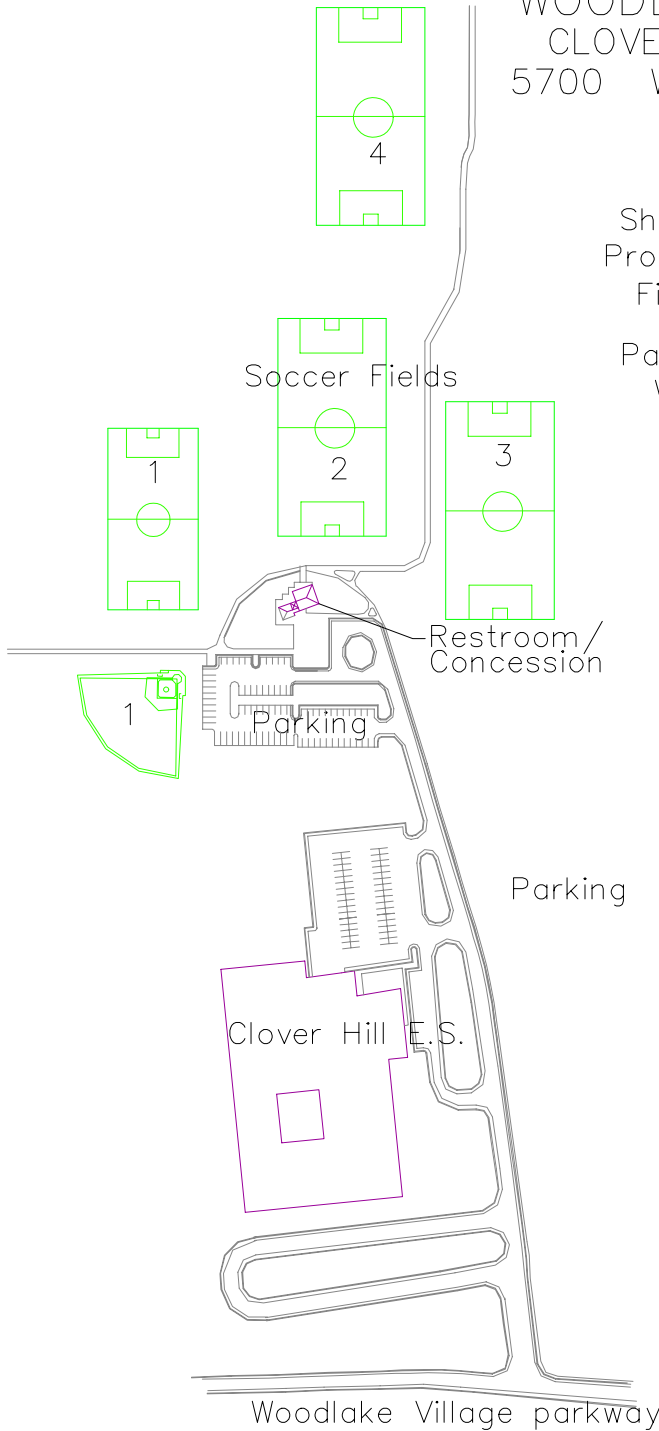 CLOVE
5700 W
4
Sh
Pro
Fi
Pa
Soccer Fields
1
2
3
Restroom/
Concession
1
Parking
Parking
Clover Hill E.S.
Woodlake Village parkway